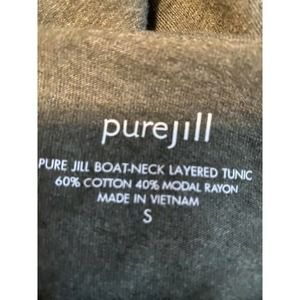 purejill
PURE JILL BOAT-NECK LAYERED TUNIC
60% COTTON 40% MODAL RAYON
MADE IN VIETNAM
S